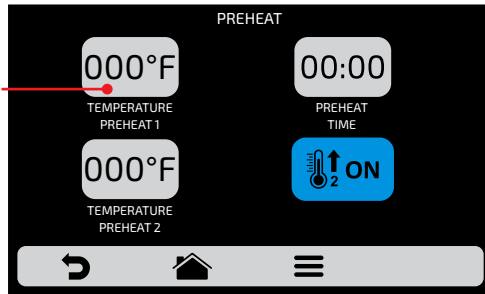 PREHEAT
000°F
00:00
TEMPERATURE
PREHEAT 1
PREHEAT
TIME
000°F
2 ON
TEMPERATURE
PREHEAT 2